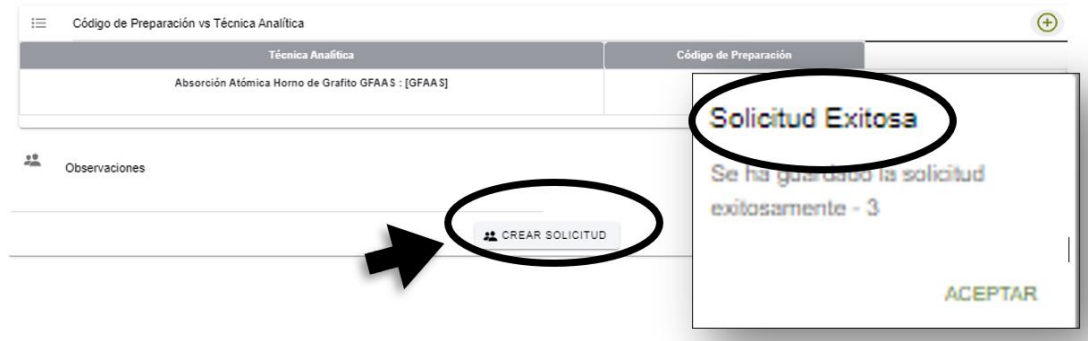 Código de Preparación vs Técnica Analítica
Técnica Analítica
Código de Preparación
Absorción Atómica Horno de Grafito GFAAS : [GFAAS]
Observaciones
CREAR SOLICITUD
Solicitud Exitosa
Se ha guardado la solicitud
exitosamente - 3
ACEPTAR